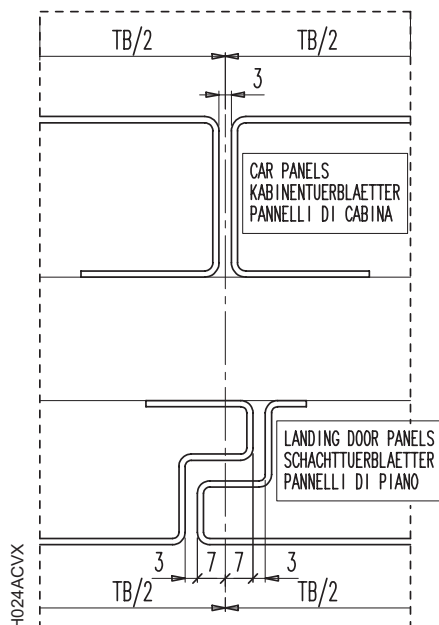 TB/2 TB/2
3
CAR PANELS
KABINENTUERBLAETTER
PANNELLI DI CABINA
LANDING DOOR PANELS
SCHACHTTUERBLAETTER
PANNELLI DI PIANO
3 7 7 3
TB/2 TB/2
H024ACVX